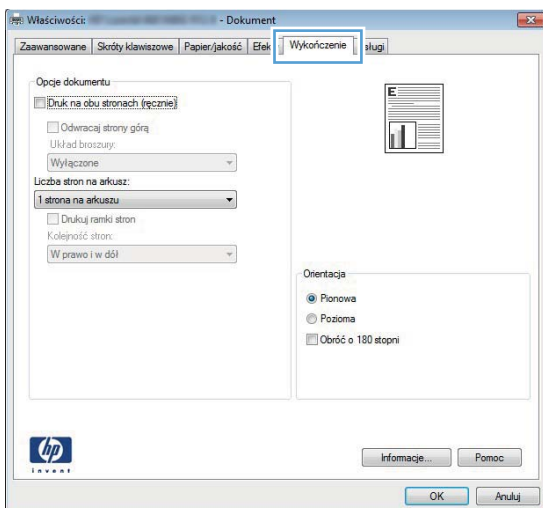 Właściwości: - Dokument
Zaawansowane Skróty klawiszowe Papier/jakość Wykończenie
Opcje dokumentu
Druk na obu stronach (ręcznie)
Odwracaj strony górą
Układ broszury:
Wyłączone
Liczba stron na arkusz:
1 strona na arkuszu
Drukuj ramki stron
Kolejność stron:
W prawo i w dół
E
Orientacja
Pionowa
Pozioma
Obróć o 180 stopni
hp
invent
Informacje... Pomoc
OK Anuluj